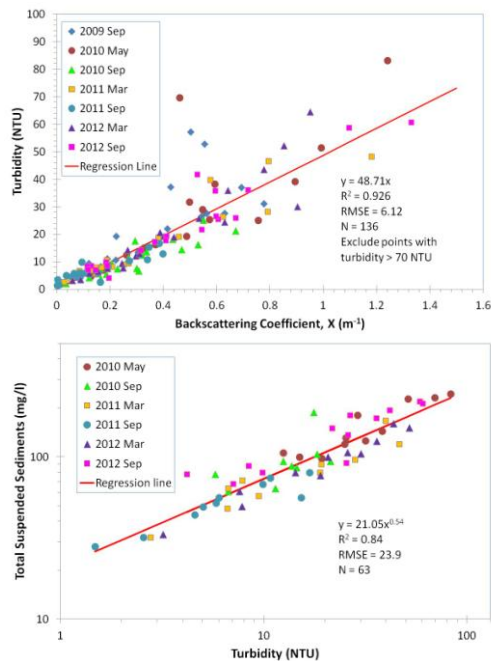 100
90
80
70
60
50
40
30
20
10
0
Turbidity (NTU)
2009 Sep
2010 May
2010 Sep
2011 Mar
2011 Sep
2012 Mar
2012 Sep
Regression Line
y = 48.71x
R² = 0.926
RMSE = 6.12
N = 136
Exclude points with
turbidity > 70 NTU
0 0.2 0.4 0.6 0.8 1 1.2 1.4 1.6
Backscattering Coefficient, X (m⁻¹)
Total Suspended Sediments (mg/l)
100
10
2010 May
2010 Sep
2011 Mar
2011 Sep
2012 Mar
2012 Sep
Regression line
y = 21.05x⁰·⁵⁴
R² = 0.84
RMSE = 23.9
N = 63
1 10 100
Turbidity (NTU)